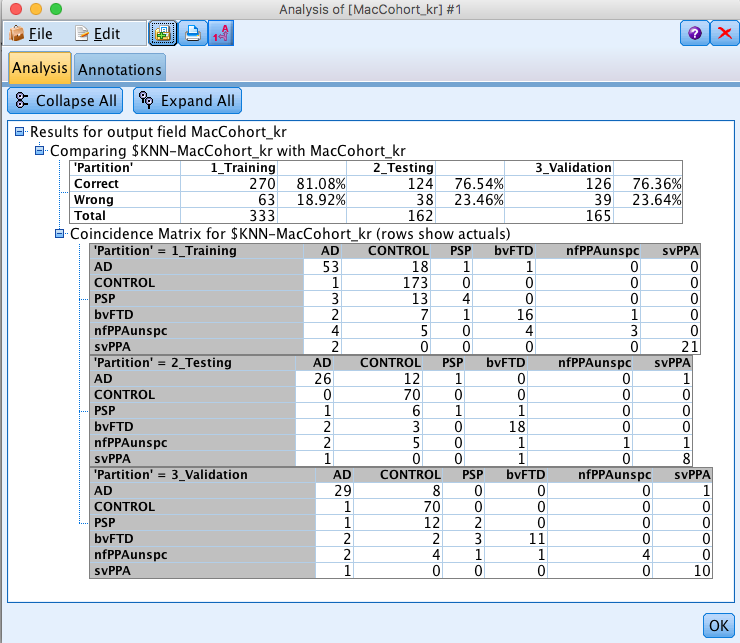 Analysis of [MacCohort_kr] #1
File Edit
Analysis Annotations
Collapse All Expand All
Results for output field MacCohort_kr
Comparing $KNN-MacCohort_kr with MacCohort_kr
'Partition' 1_Training 2_Testing 3_Validation
Correct 270 81.08% 124 76.54% 126 76.36%
Wrong 63 18.92% 38 23.46% 39 23.64%
Total 333 162 165
Coincidence Matrix for $KNN-MacCohort_kr (rows show actuals)
'Partition' = 1_Training AD CONTROL PSP bvFTD nfPPAunspc svPPA
AD 53 18 1 1 0 0
CONTROL 1 173 0 0 0 0
PSP 3 13 4 0 0 0
bvFTD 2 7 1 16 1 0
nfPPAunspc 4 5 0 4 3 0
svPPA 2 0 0 0 0 21
'Partition' = 2_Testing AD CONTROL PSP bvFTD nfPPAunspc svPPA
AD 26 12 1 0 0 1
CONTROL 0 70 0 0 0 0
PSP 1 6 1 1 0 0
bvFTD 2 3 0 18 0 0
nfPPAunspc 2 5 0 1 1 1
svPPA 1 0 0 1 0 8
'Partition' = 3_Validation AD CONTROL PSP bvFTD nfPPAunspc svPPA
AD 29 8 0 0 0 1
CONTROL 1 70 0 0 0 0
PSP 1 12 2 0 0 0
bvFTD 2 2 3 11 0 0
nfPPAunspc 2 4 1 1 4 0
svPPA 1 0 0 0 0 10
OK